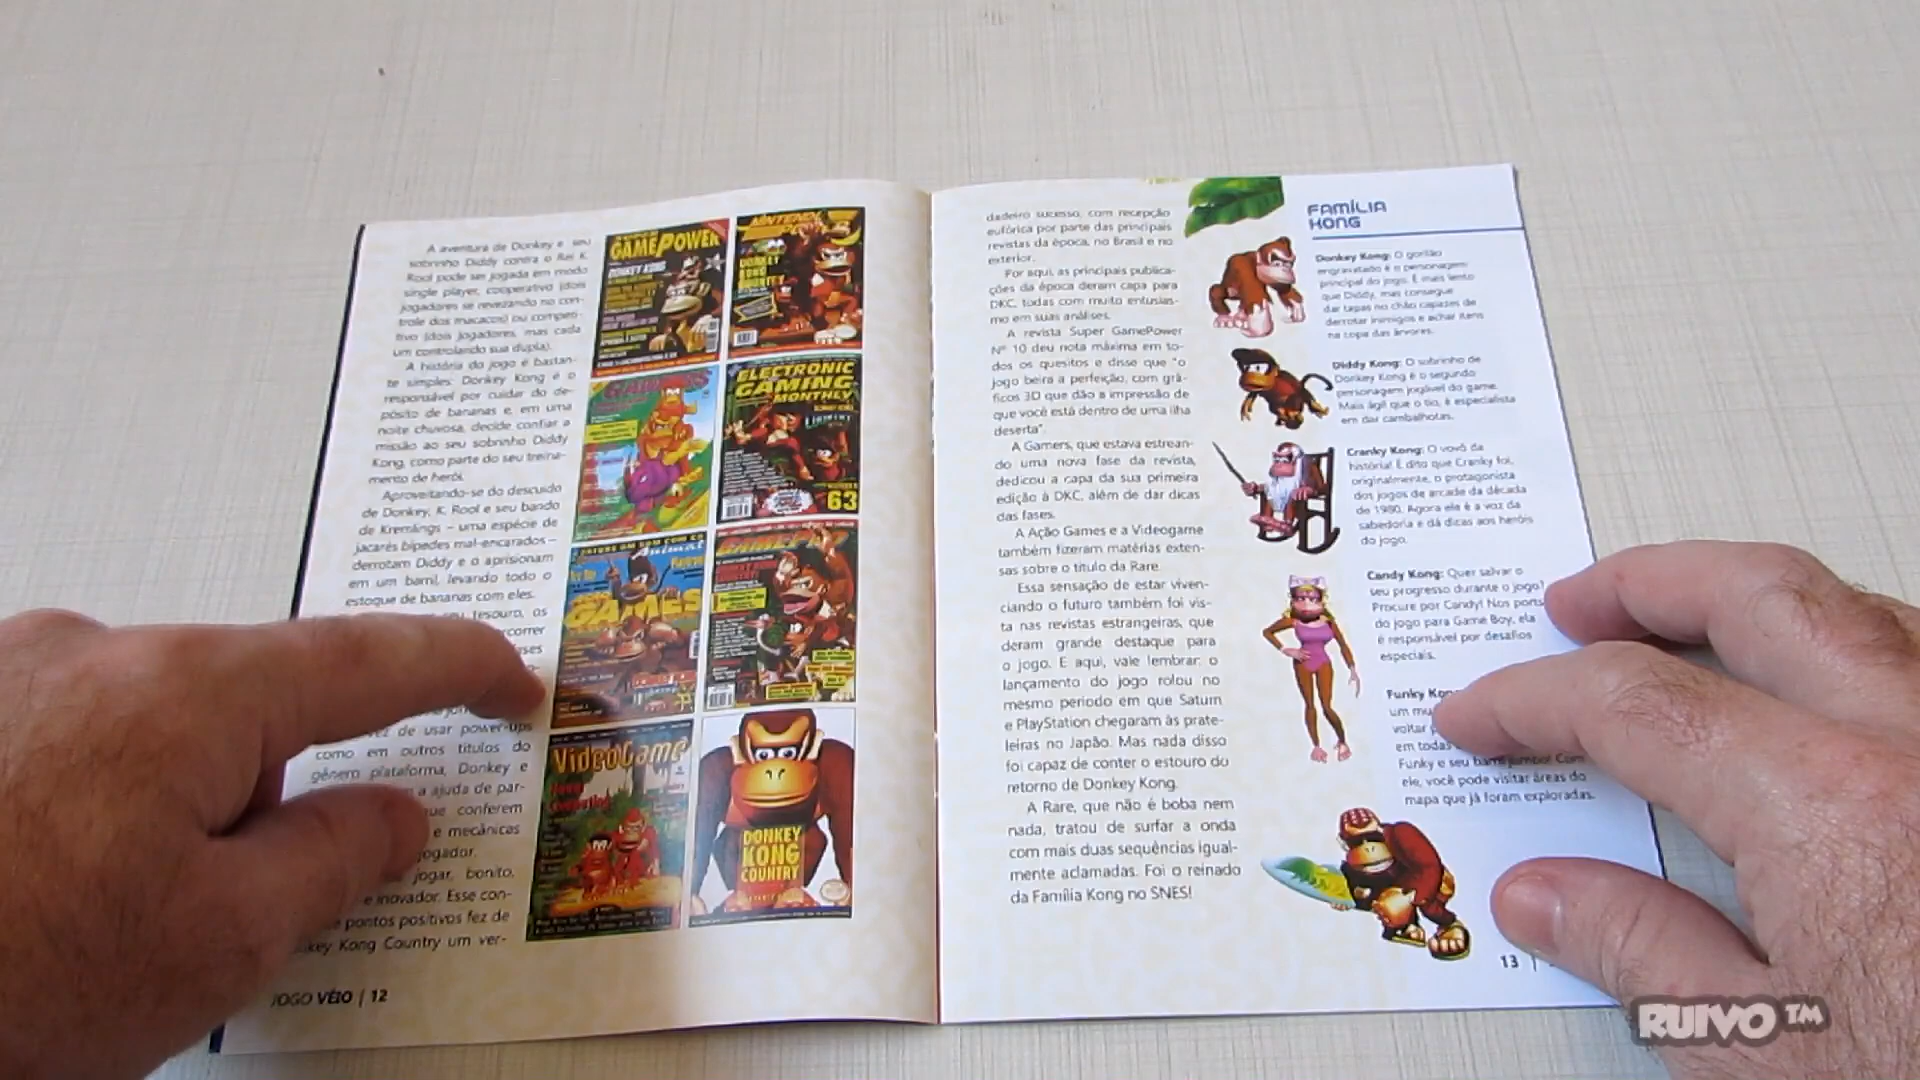 A aventura de Donkey e seu
sobrinho Diddy contra o Rei K.
Rool pode ser jogada em modo
single player, cooperativo (dois
jogadores se revezando no con-
trole dos macacos) ou competi-
tivo (dois jogadores, mas cada
um controlando sua dupla).
A história do jogo é bastan-
te simples: Donkey Kong é o
responsável por cuidar do de-
pósito de bananas e, em uma
noite chuvosa, decide confiar a
missão ao seu sobrinho Diddy
Kong, como parte do seu treina-
mento de herói.
Aproveitando-se do descuido
de Donkey, K. Rool e seu bando
de Kremlings – uma espécie de
jacarés bípedes mal-encarados –
derrotam Diddy e o aprisionam
em um barril, levando todo o
estoque de bananas com eles.
seu tesouro, os
de usar power-ups
como em outros títulos do
gênero plataforma, Donkey e
a ajuda de par-
que conferem
e mecânicas
jogador.
jogar, bonito,
e inovador. Esse con-
pontos positivos fez de
Kong Country um ver-
JOGO VÉIO | 12
GAMEPOWER
DONKEY KONG
NINTENDO
DONKEY
KONG
COUNTRY
GAMERS
ELECTRONIC
GAMING
MONTHLY
63
GAMES
GAMEPRO
VideoGame
DONKEY
KONG
COUNTRY
dadeiro sucesso, com recepção
eufórica por parte das principais
revistas da época, no Brasil e no
exterior.
Por aqui, as principais publica-
ções da época deram capa para
DKC, todas com muito entusias-
mo em suas análises.
A revista Super GamePower
Nº 10 deu nota máxima em to-
dos os quesitos e disse que "o
jogo beira a perfeição, com grá-
ficos 3D que dão a impressão de
que você está dentro de uma ilha
deserta".
A Gamers, que estava estrean-
do uma nova fase da revista,
dedicou a capa da sua primeira
edição à DKC, além de dar dicas
das fases.
A Ação Games e a Videogame
também fizeram matérias exten-
sas sobre o título da Rare.
Essa sensação de estar viven-
ciando o futuro também foi vis-
ta nas revistas estrangeiras, que
deram grande destaque para
o jogo. E aqui, vale lembrar: o
lançamento do jogo rolou no
mesmo período em que Saturn
e PlayStation chegaram às prate-
leiras no Japão. Mas nada disso
foi capaz de conter o estouro do
retorno de Donkey Kong.
A Rare, que não é boba nem
nada, tratou de surfar a onda
com mais duas sequências igual-
mente aclamadas. Foi o reinado
da Família Kong no SNES!
FAMÍLIA
KONG
Donkey Kong: O gorilão
engravatado é o personagem
principal do jogo. É mais lento
que Diddy, mas consegue
dar tapas no chão capazes de
derrotar inimigos e achar itens
na copa das árvores.
Diddy Kong: O sobrinho de
Donkey Kong é o segundo
personagem jogável do game.
Mais ágil que o tio, é especialista
em dar cambalhotas.
Cranky Kong: O vovô da
história! É dito que Cranky foi,
originalmente, o protagonista
dos jogos de arcade da década
de 1980. Agora ele é a voz da
sabedoria e dá dicas aos heróis
do jogo.
Candy Kong: Quer salvar o
seu progresso durante o jogo?
Procure por Candy! Nos ports
do jogo para Game Boy, ela
é responsável por desafios
especiais.
Funky Kong
um
voltar
em todas
Funky e seu barril jumbo! Com
ele, você pode visitar áreas do
mapa que já foram exploradas.
13 |
RUIVO™